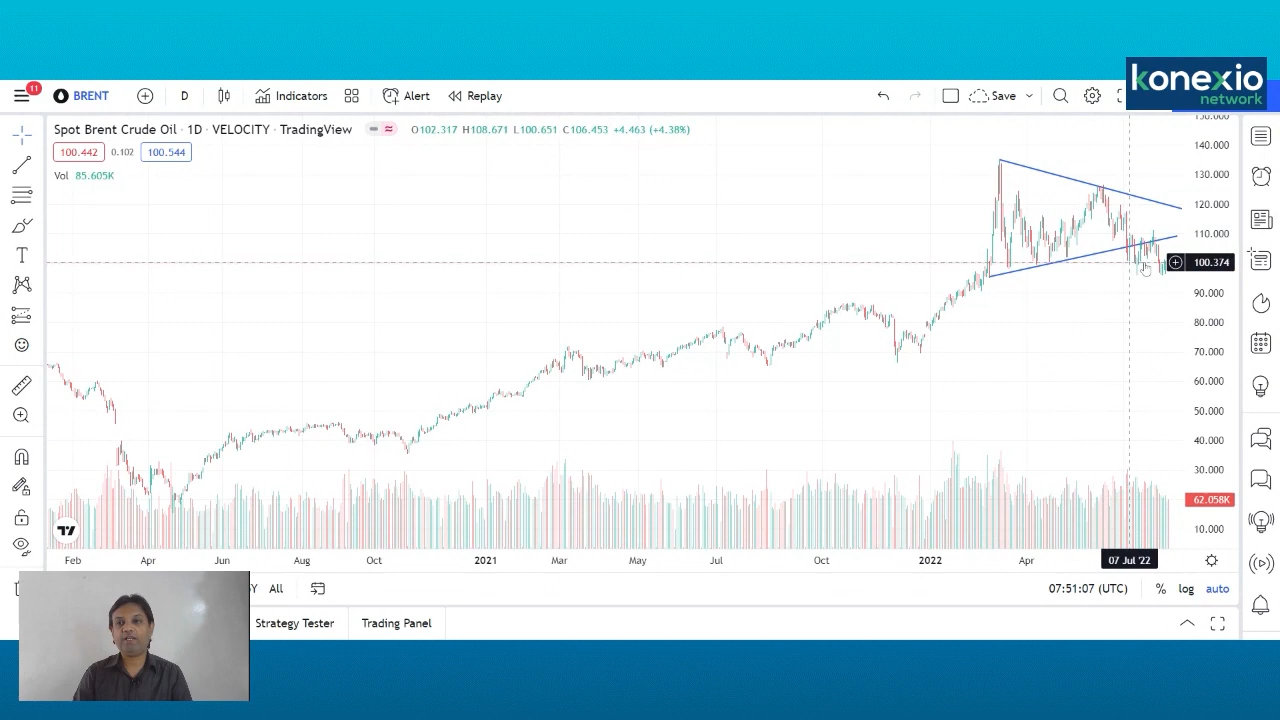 konexio
network
11
BRENT
D
Indicators
Alert
Replay
Save
Spot Brent Crude Oil · 1D · VELOCITY · TradingView
O102.317 H108.671 L100.651 C106.453 +4.463 (+4.38%)
100.442
0.102
100.544
Vol 85.605K
150.000
140.000
130.000
120.000
110.000
100.374
90.000
80.000
70.000
60.000
50.000
40.000
30.000
62.058K
10.000
Feb
Apr
Jun
Aug
Oct
2021
Mar
May
Jul
Oct
2022
Apr
07 Jul '22
Y
All
07:51:07 (UTC)
%
log
auto
Strategy Tester
Trading Panel